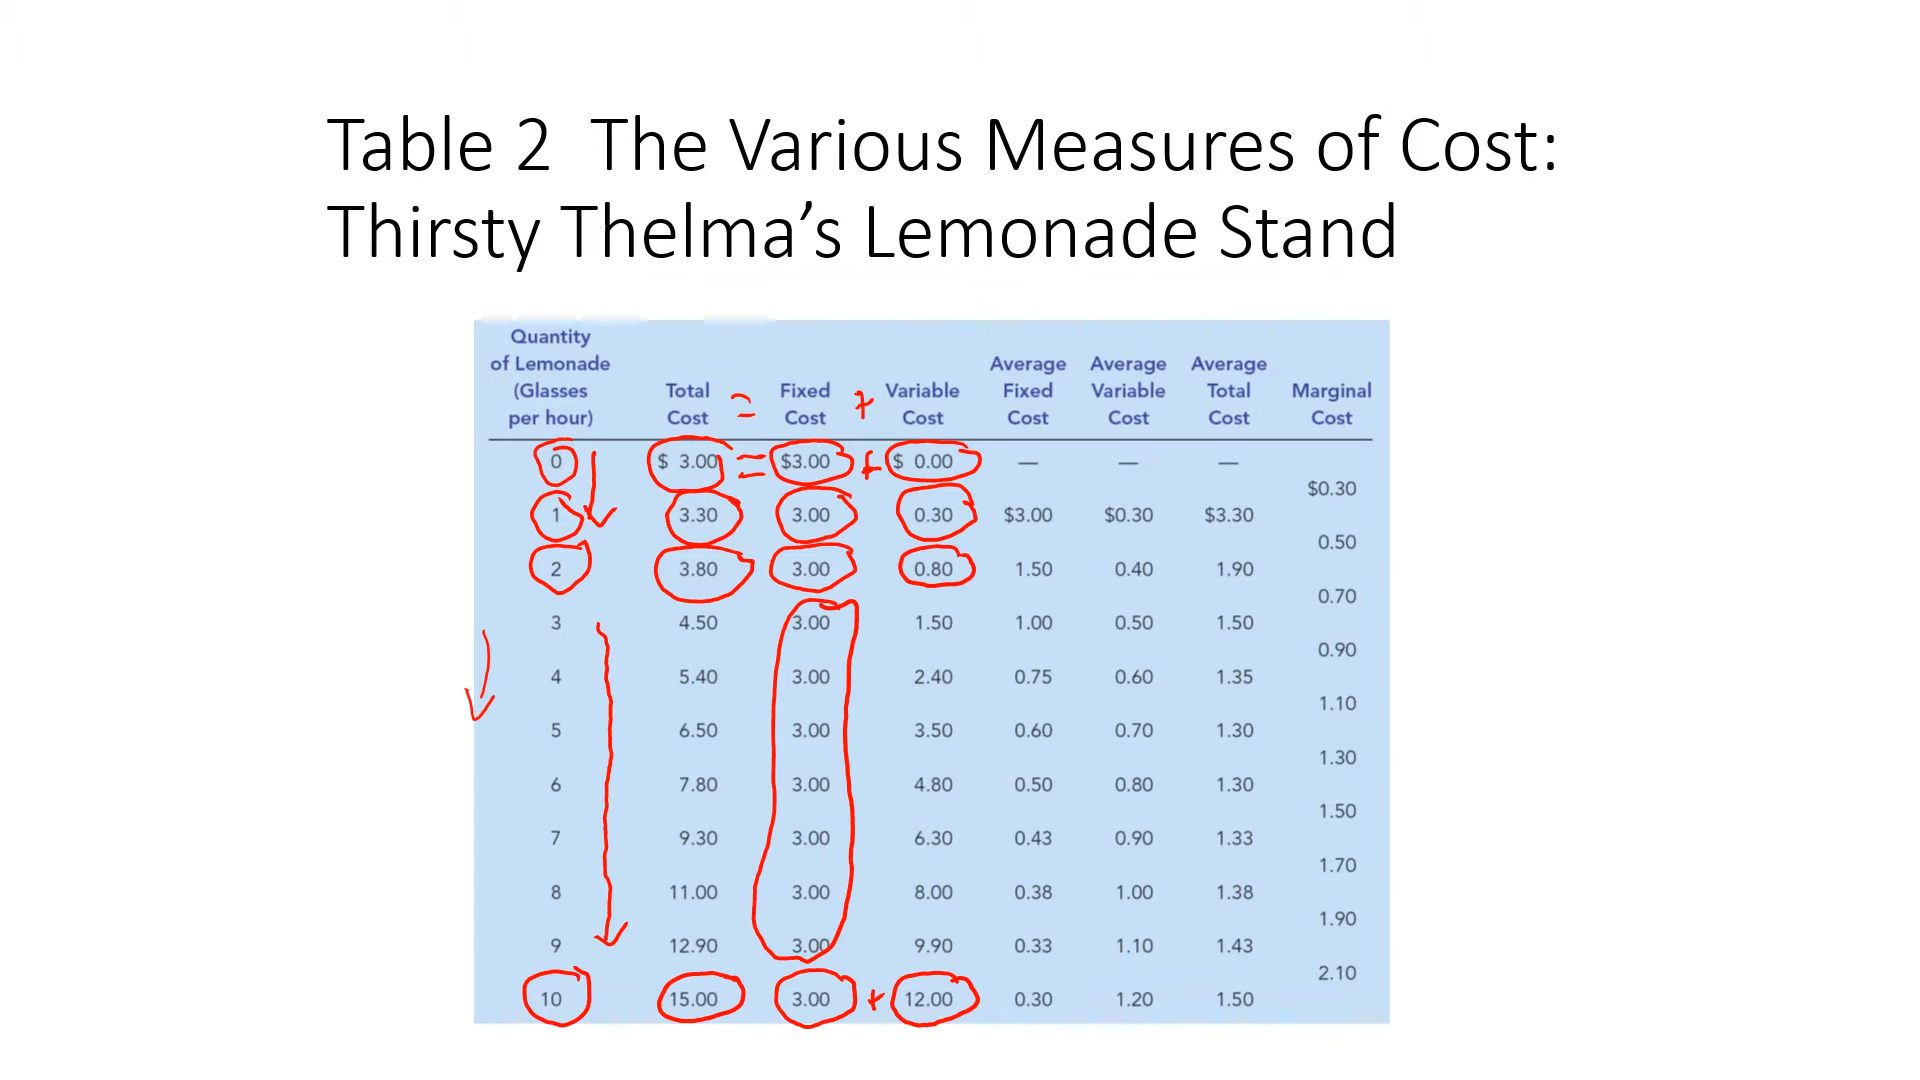 Table 2 The Various Measures of Cost:
Thirsty Thelma’s Lemonade Stand
Quantity
of Lemonade Average Average Average
(Glasses Total = Fixed + Variable Fixed Variable Total Marginal
per hour) Cost Cost Cost Cost Cost Cost Cost
0 $ 3.00 = $3.00 + $ 0.00 — — —
$0.30
1 3.30 3.00 0.30 $3.00 $0.30 $3.30
0.50
2 3.80 3.00 0.80 1.50 0.40 1.90
0.70
3 4.50 3.00 1.50 1.00 0.50 1.50
0.90
4 5.40 3.00 2.40 0.75 0.60 1.35
1.10
5 6.50 3.00 3.50 0.60 0.70 1.30
1.30
6 7.80 3.00 4.80 0.50 0.80 1.30
1.50
7 9.30 3.00 6.30 0.43 0.90 1.33
1.70
8 11.00 3.00 8.00 0.38 1.00 1.38
1.90
9 12.90 3.00 9.90 0.33 1.10 1.43
2.10
10 15.00 3.00 + 12.00 0.30 1.20 1.50